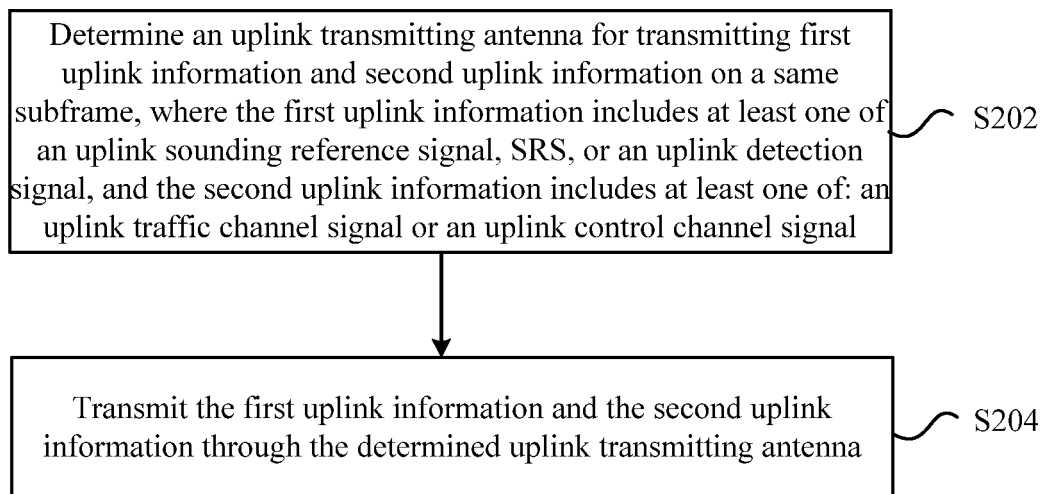 Determine an uplink transmitting antenna for transmitting first
uplink information and second uplink information on a same
subframe, where the first uplink information includes at least one of
an uplink sounding reference signal, SRS, or an uplink detection
signal, and the second uplink information includes at least one of: an
uplink traffic channel signal or an uplink control channel signal
S202
Transmit the first uplink information and the second uplink
information through the determined uplink transmitting antenna
S204